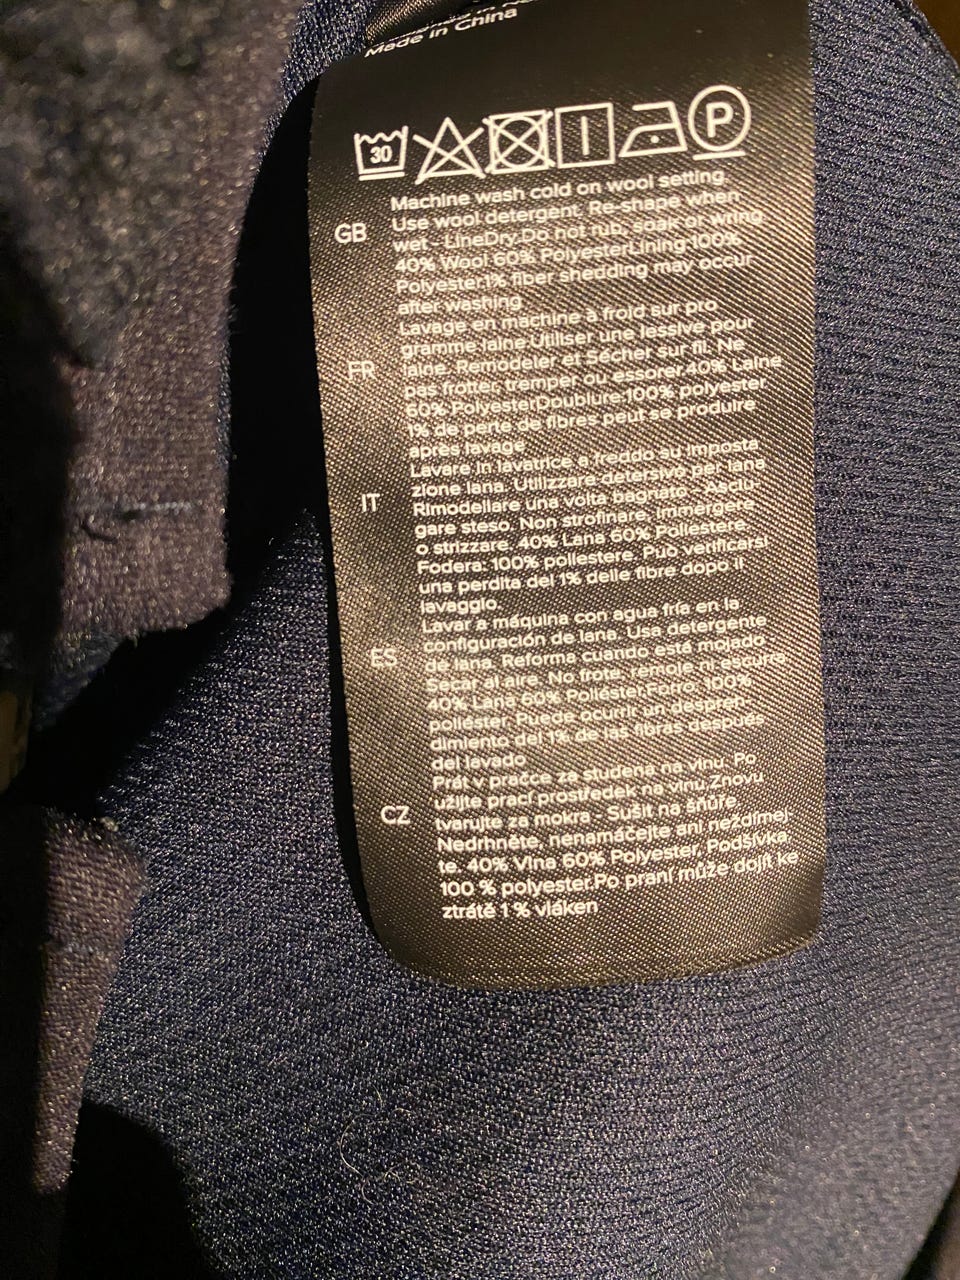 Made in China
30
P
GB
Machine wash cold on wool setting.
Use wool detergent. Re-shape when
wet - LineDry.Do not rub, soak or wring.
40% Wool 60% PolyesterLining:100%
Polyester.1% fiber shedding may occur
after washing
FR
Lavage en machine à froid sur pro
gramme laine.Utiliser une lessive pour
laine. Remodeler et Sécher sur fil. Ne
pas frotter, tremper ou essorer.40% Laine
60% PolyesterDoublure:100% polyester
1% de perte de fibres peut se produire
après lavage
IT
Lavare in lavatrice a freddo su imposta
zione lana. Utilizzare detersivo per lana
Rimodellare una volta bagnato - Asciu-
gare steso. Non strofinare, immergere
o strizzare. 40% Lana 60% Poliestere.
Fodera: 100% poliestere. Può verificarsi
una perdita del 1% delle fibre dopo il
lavaggio.
ES
Lavar a máquina con agua fría en la
configuración de lana. Usa detergente
de lana. Reforma cuando está mojado-
Secar al aire. No frote, remoje ni escurra
40% Lana 60% Poliéster.Forro: 100%
poliéster. Puede ocurrir un despren-
dimiento del 1% de las fibras después
del lavado
CZ
Prát v pračce za studena na vlnu. Po
užijte prací prostředek na vlnu.Znovu
tvarujte za mokra - Sušit na šňůře.
Nedrhněte, nenamáčejte ani neždímej-
te. 40% Vlna 60% Polyester, Podšívka:
100 % polyester.Po praní může dojít ke
ztrátě 1 % vláken